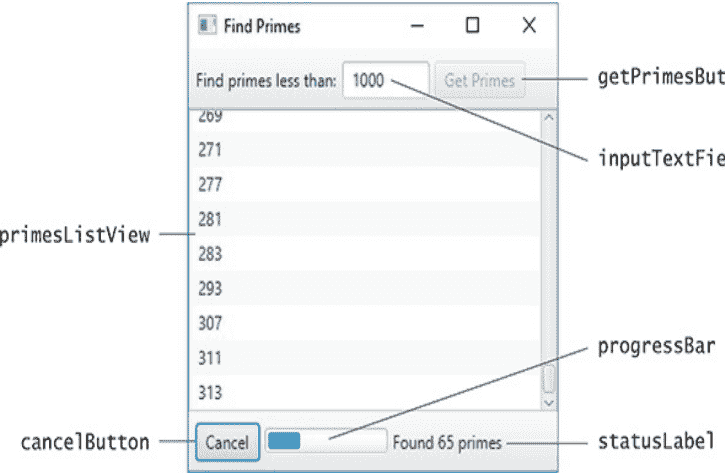 Find Primes
Find primes less than: 1000 Get Primes
getPrimesBut
inputTextFie
269
271
277
281
primesListView
283
293
307
311
313
progressBar
cancelButton
Cancel
Found 65 primes
statusLabel